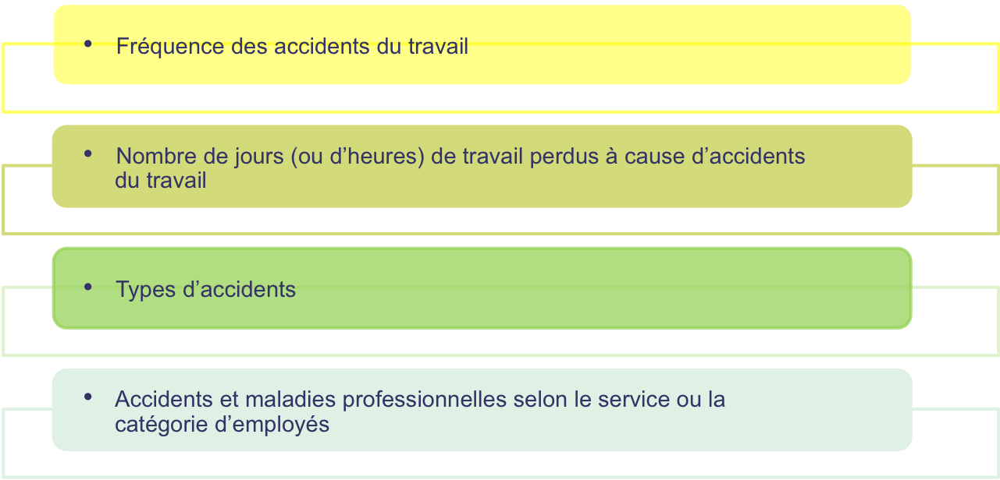 • Fréquence des accidents du travail
• Nombre de jours (ou d’heures) de travail perdus à cause d’accidents
du travail
• Types d’accidents
• Accidents et maladies professionnelles selon le service ou la
catégorie d’employés